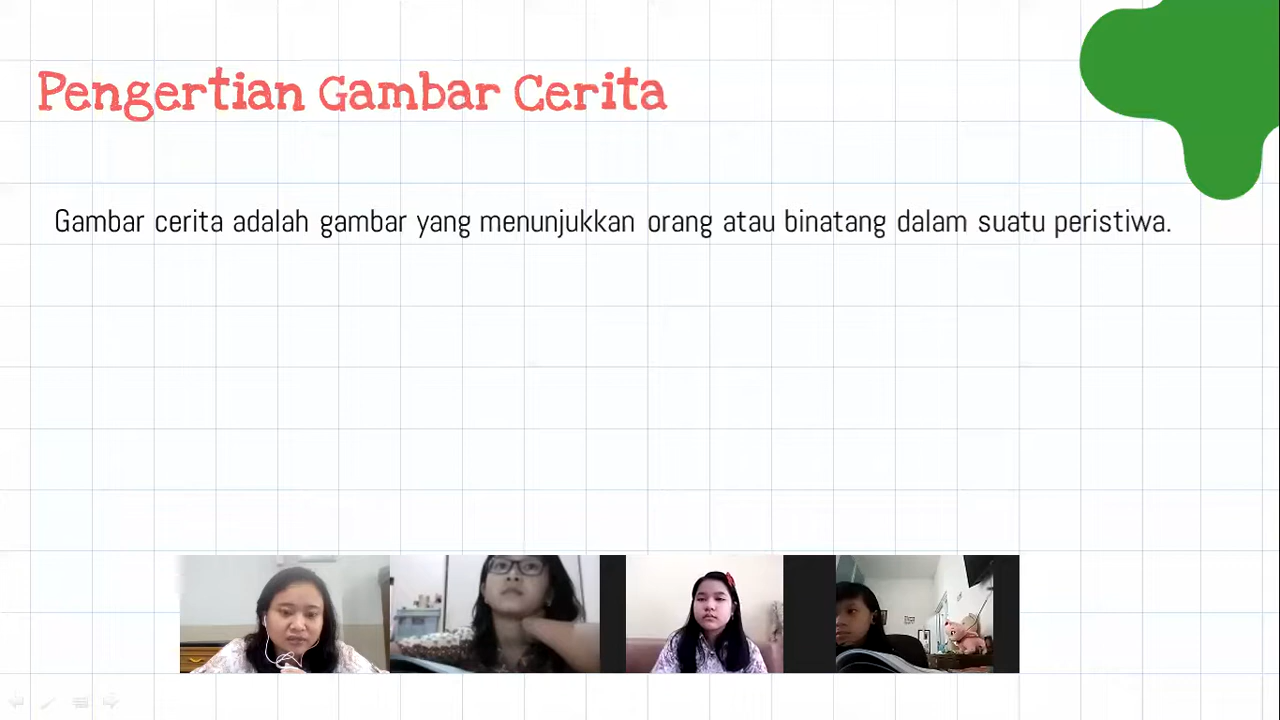 Pengertian Gambar Cerita
Gambar cerita adalah gambar yang menunjukkan orang atau binatang dalam suatu peristiwa.